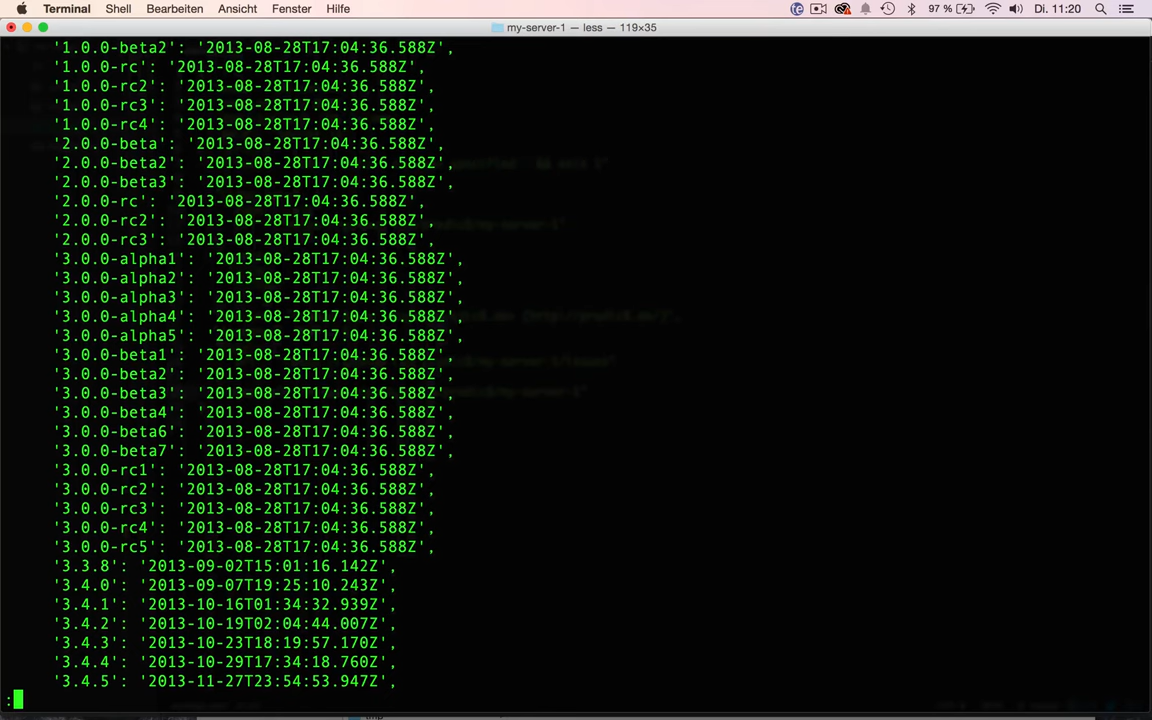 Terminal Shell Bearbeiten Ansicht Fenster Hilfe 97 % Di. 11:20
my-server-1 — less — 119×35
'1.0.0-beta2': '2013-08-28T17:04:36.588Z',
'1.0.0-rc': '2013-08-28T17:04:36.588Z',
'1.0.0-rc2': '2013-08-28T17:04:36.588Z',
'1.0.0-rc3': '2013-08-28T17:04:36.588Z',
'1.0.0-rc4': '2013-08-28T17:04:36.588Z',
'2.0.0-beta': '2013-08-28T17:04:36.588Z',
'2.0.0-beta2': '2013-08-28T17:04:36.588Z',
'2.0.0-beta3': '2013-08-28T17:04:36.588Z',
'2.0.0-rc': '2013-08-28T17:04:36.588Z',
'2.0.0-rc2': '2013-08-28T17:04:36.588Z',
'2.0.0-rc3': '2013-08-28T17:04:36.588Z',
'3.0.0-alpha1': '2013-08-28T17:04:36.588Z',
'3.0.0-alpha2': '2013-08-28T17:04:36.588Z',
'3.0.0-alpha3': '2013-08-28T17:04:36.588Z',
'3.0.0-alpha4': '2013-08-28T17:04:36.588Z',
'3.0.0-alpha5': '2013-08-28T17:04:36.588Z',
'3.0.0-beta1': '2013-08-28T17:04:36.588Z',
'3.0.0-beta2': '2013-08-28T17:04:36.588Z',
'3.0.0-beta3': '2013-08-28T17:04:36.588Z',
'3.0.0-beta4': '2013-08-28T17:04:36.588Z',
'3.0.0-beta6': '2013-08-28T17:04:36.588Z',
'3.0.0-beta7': '2013-08-28T17:04:36.588Z',
'3.0.0-rc1': '2013-08-28T17:04:36.588Z',
'3.0.0-rc2': '2013-08-28T17:04:36.588Z',
'3.0.0-rc3': '2013-08-28T17:04:36.588Z',
'3.0.0-rc4': '2013-08-28T17:04:36.588Z',
'3.0.0-rc5': '2013-08-28T17:04:36.588Z',
'3.3.8': '2013-09-02T15:01:16.142Z',
'3.4.0': '2013-09-07T19:25:10.243Z',
'3.4.1': '2013-10-16T01:34:32.939Z',
'3.4.2': '2013-10-19T02:04:44.007Z',
'3.4.3': '2013-10-23T18:19:57.170Z',
'3.4.4': '2013-10-29T17:34:18.760Z',
'3.4.5': '2013-11-27T23:54:53.947Z',
: